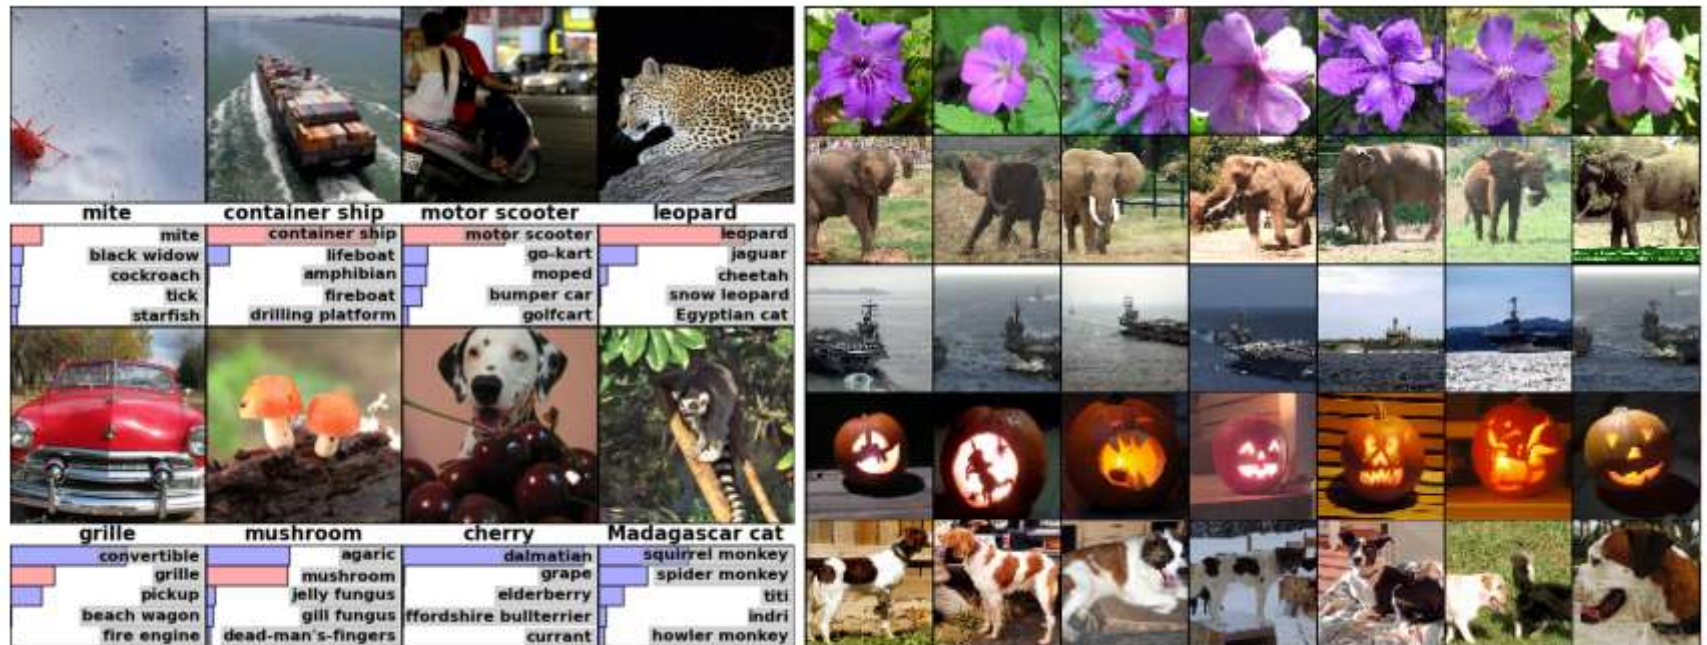 mite
container ship
motor scooter
leopard
mite
black widow
cockroach
tick
starfish
container ship
lifeboat
amphibian
fireboat
drilling platform
motor scooter
go-kart
moped
bumper car
golfcart
leopard
jaguar
cheetah
snow leopard
Egyptian cat
grille
mushroom
cherry
Madagascar cat
convertible
grille
pickup
beach wagon
fire engine
agaric
mushroom
jelly fungus
gill fungus
dead-man's-fingers
dalmatian
grape
elderberry
ffordshire bullterrier
currant
squirrel monkey
spider monkey
titi
indri
howler monkey